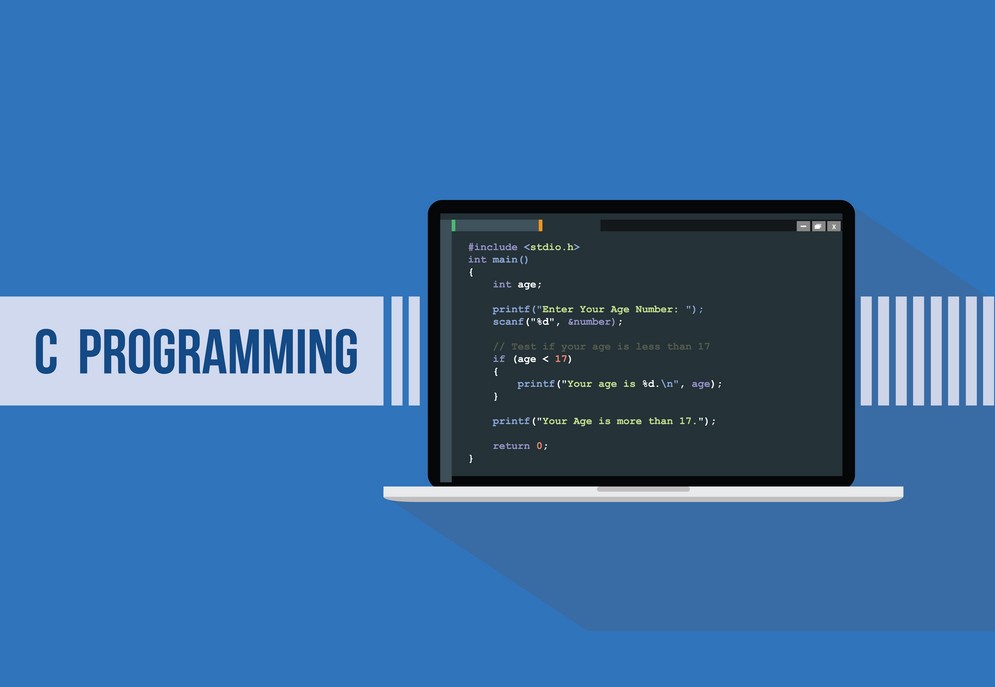 C PROGRAMMING
#include <stdio.h>
int main()
{
    int age;

    printf("Enter Your Age Number: ");
    scanf("%d", &number);

    // Test if your age is less than 17
    if (age < 17)
    {
        printf("Your age is %d.\n", age);
    }

    printf("Your Age is more than 17.");

    return 0;
}